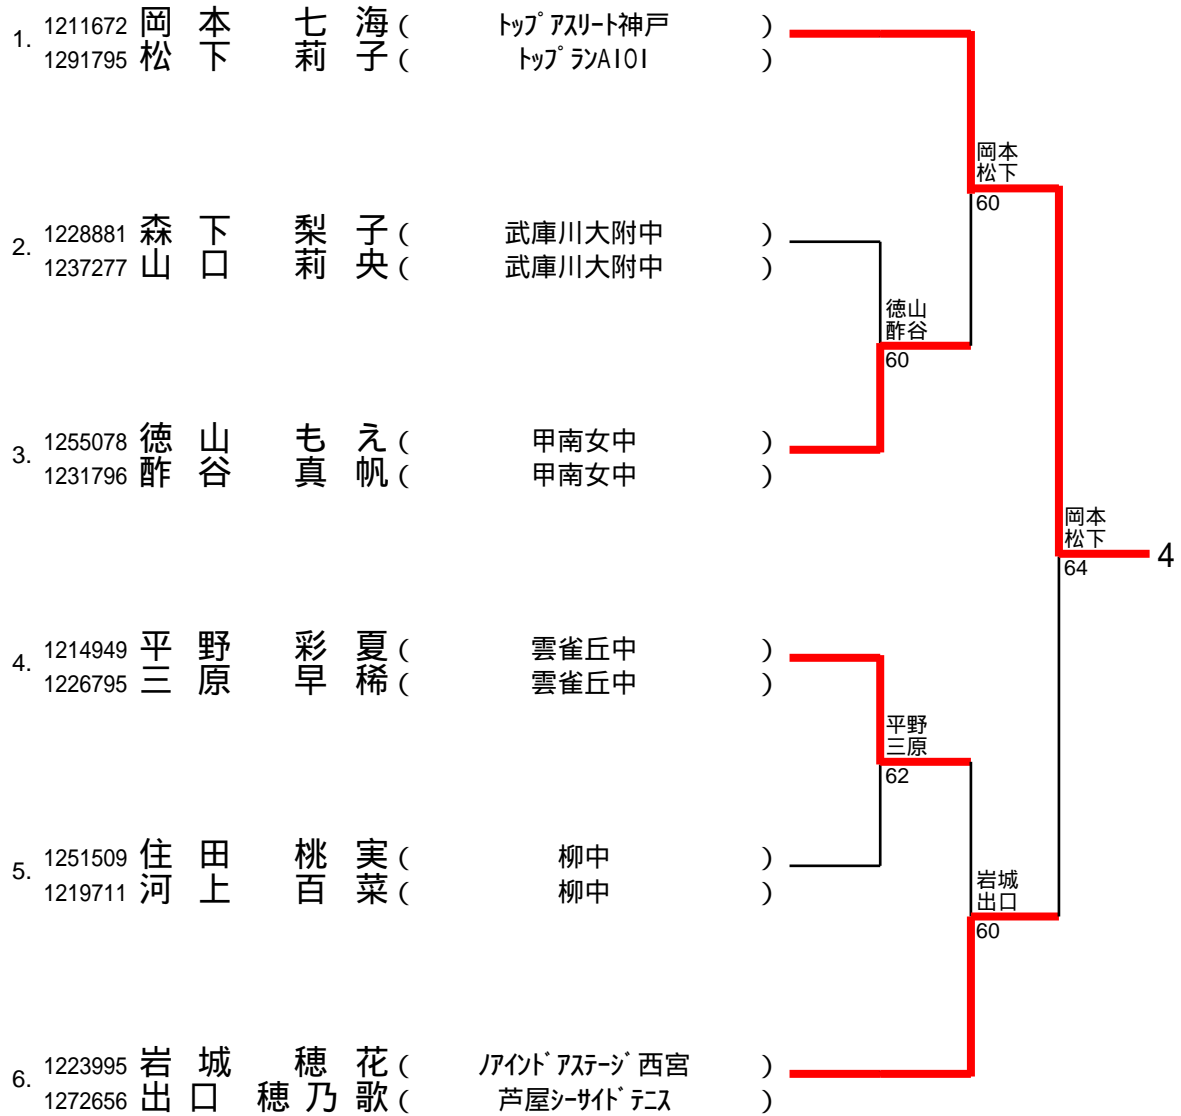 1. 1211672 岡本 七海 ( トップアスリート神戸 )
1291795 松下 莉子 ( トップランAIOI )
岡本
松下
60
2. 1228881 森下 梨子 ( 武庫川大附中 )
1237277 山口 莉央 ( 武庫川大附中 )
徳山
酢谷
60
3. 1255078 徳山 もえ ( 甲南女中 )
1231796 酢谷 真帆 ( 甲南女中 )
岡本
松下
64
4
4. 1214949 平野 彩夏 ( 雲雀丘中 )
1226795 三原 早稀 ( 雲雀丘中 )
平野
三原
62
5. 1251509 住田 桃実 ( 柳中 )
1219711 河上 百菜 ( 柳中 )
岩城
出口
60
6. 1223995 岩城 穂花 ( ノアインドアステージ西宮 )
1272656 出口 穂乃歌 ( 芦屋シーサイドテニス )